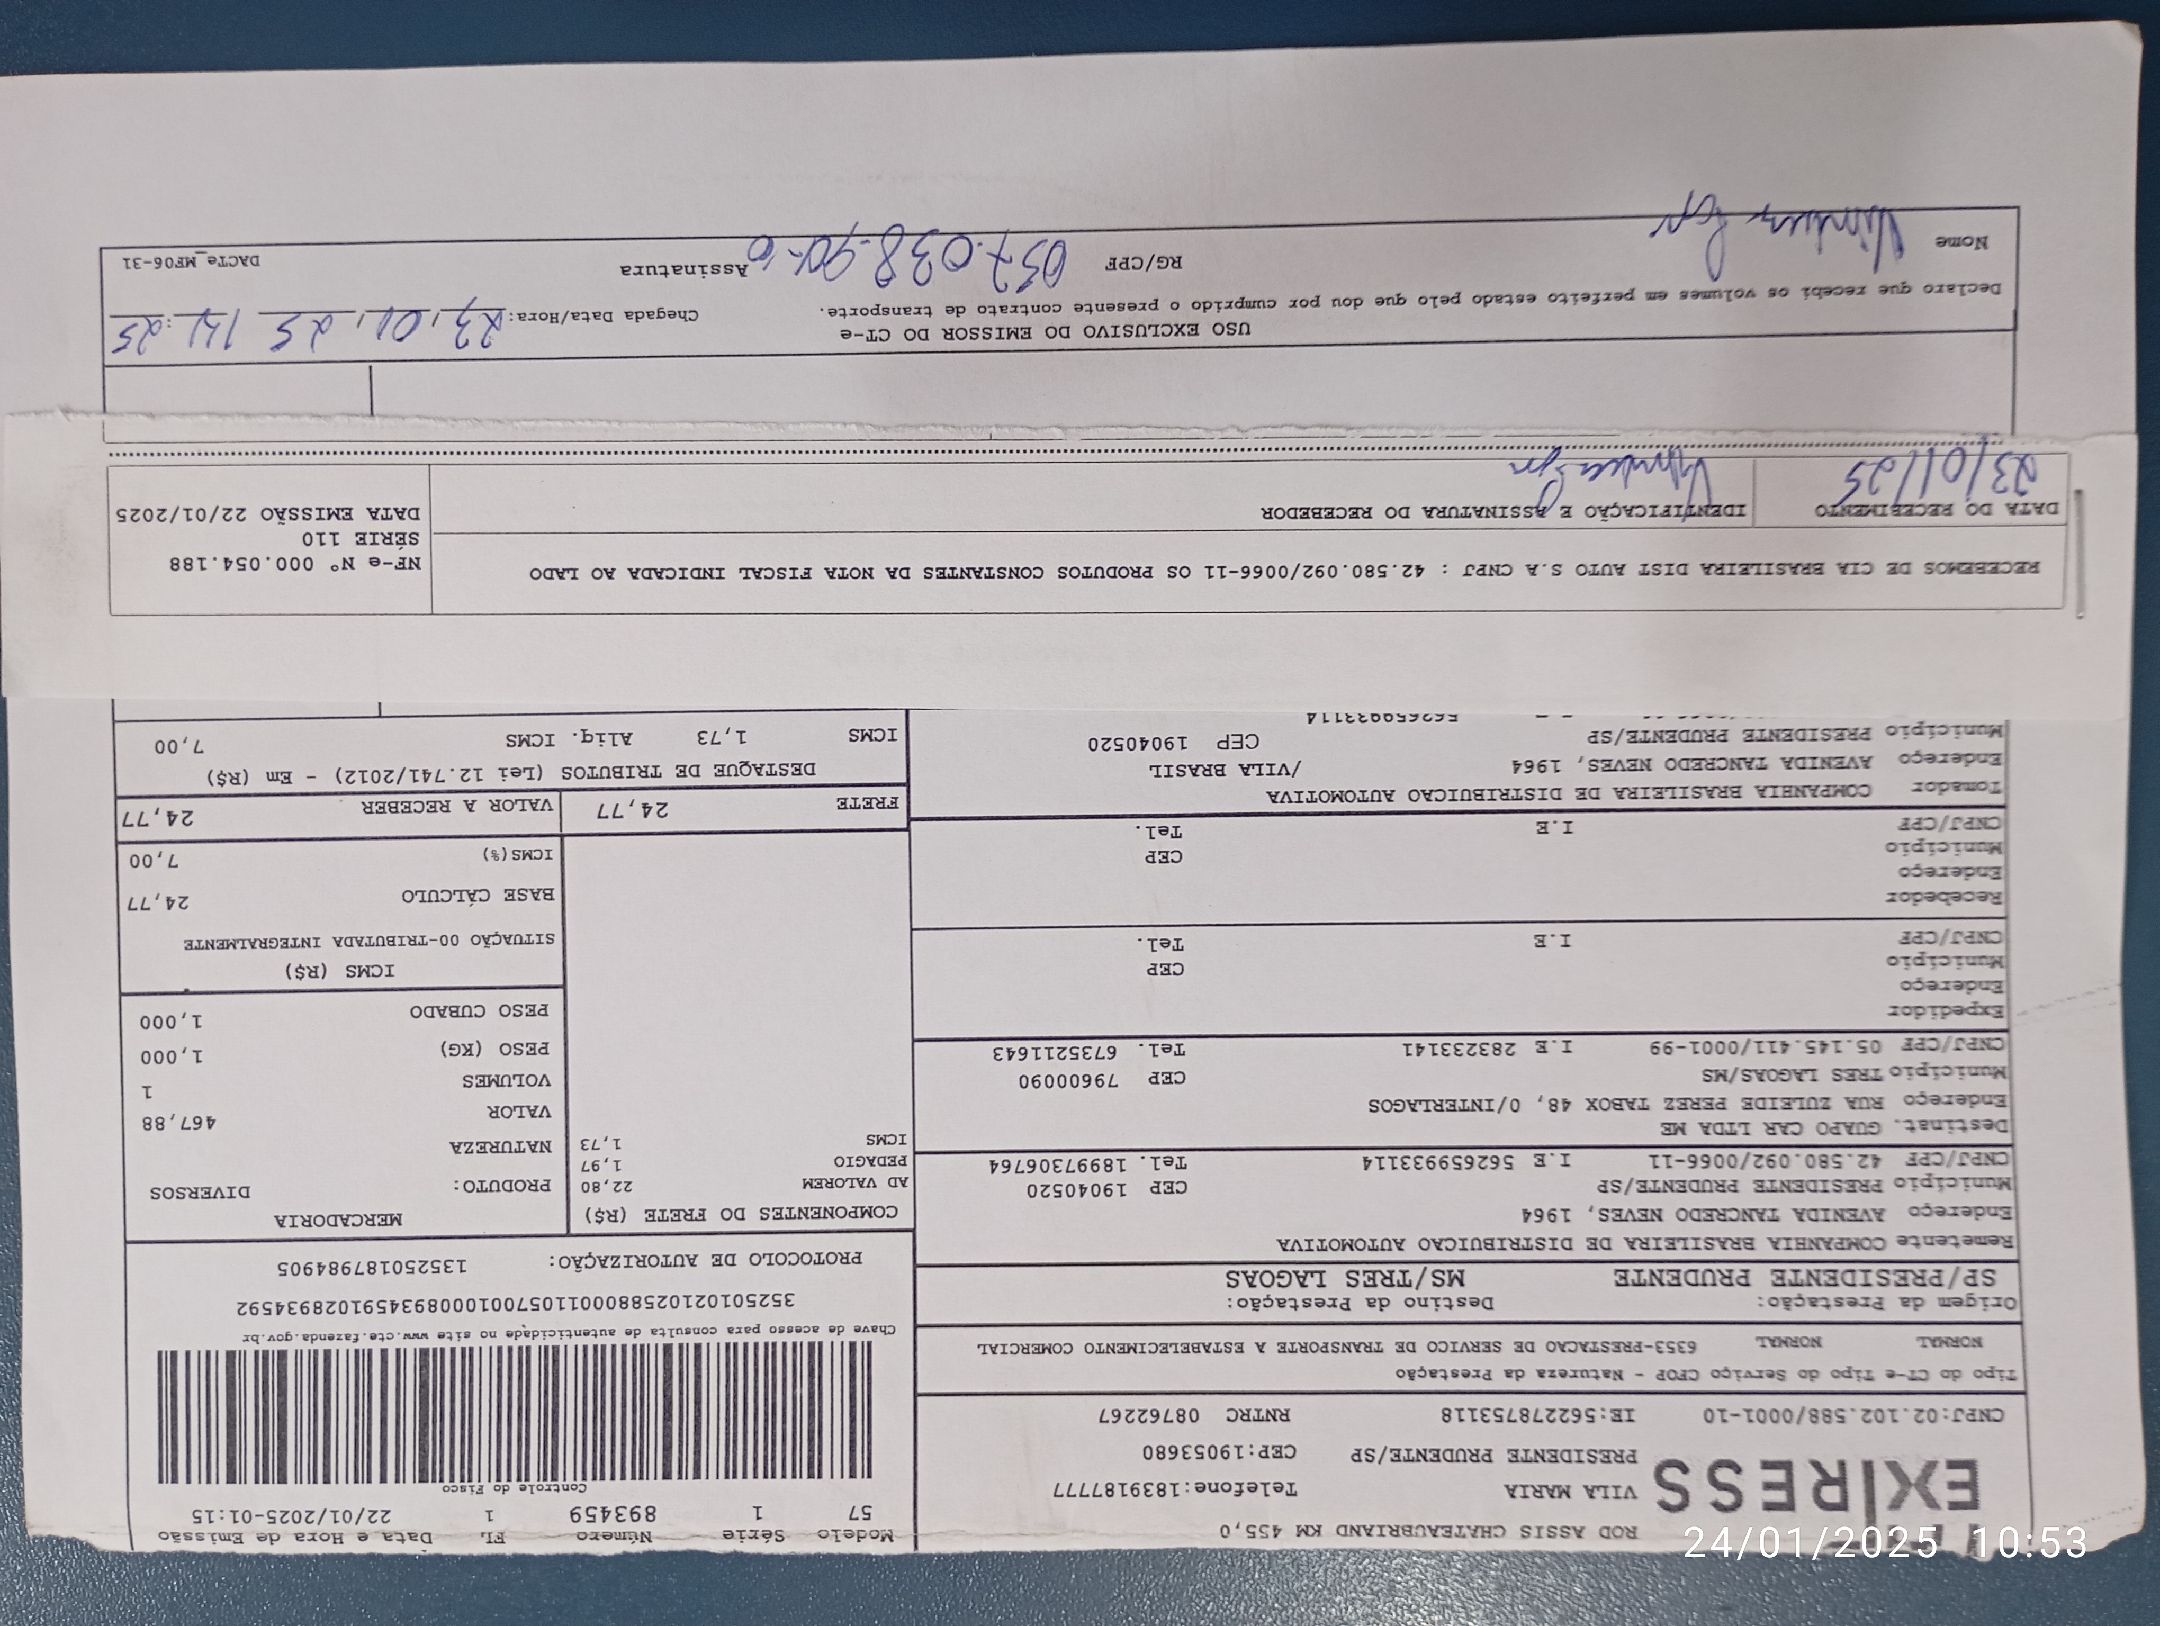 ROD ASSIS CHATEAUBRIAND KM 455,0
EXPRESS VILA MARIA Telefone:1839187777
PRESIDENTE PRUDENTE/SP CEP:19053680
CNPJ:02.102.588/0001-10 IE:562278753118 RNTRC 08762267
Modelo Série Número FL Data e Hora de Emissão
57 1 893459 1 22/01/2025-01:15
Controle do Fisco
Tipo do CT-e Tipo do Serviço CFOP - Natureza da Prestação
NORMAL NORMAL 6353-PRESTACAO DE SERVICO DE TRANSPORTE A ESTABELECIMENTO COMERCIAL
Chave de acesso para consulta de autenticidade no site www.cte.fazenda.gov.br
35250102102588000110570010008934591028934592
Origem da Prestação: Destino da Prestação:
SP/PRESIDENTE PRUDENTE MS/TRES LAGOAS
PROTOCOLO DE AUTORIZAÇÃO: 135250187984905
Remetente COMPANHIA BRASILEIRA DE DISTRIBUICAO AUTOMOTIVA
Endereço AVENIDA TANCREDO NEVES, 1964
Município PRESIDENTE PRUDENTE/SP CEP 19040520
CNPJ/CPF 42.580.092/0066-11 I.E 562659933114 Tel. 18997306764
Destinat. GUAPO CAR LTDA ME
Endereço RUA ZULEIDE PEREZ TABOX 48, 0/INTERLAGOS
Município TRES LAGOAS/MS CEP 79600090
CNPJ/CPF 05.145.411/0001-99 I.E 283233141 Tel. 6735211643
Expedidor
Endereço
Município CEP
CNPJ/CPF I.E Tel.
Recebedor
Endereço
Município CEP
CNPJ/CPF I.E Tel.
Tomador COMPANHIA BRASILEIRA DE DISTRIBUICAO AUTOMOTIVA
Endereço AVENIDA TANCREDO NEVES, 1964 /VILA BRASIL
Município PRESIDENTE PRUDENTE/SP CEP 19040520
562659933114
COMPONENTES DO FRETE (R$)
AD VALOREM 22,80
PEDAGIO 1,97
ICMS 1,73
MERCADORIA
PRODUTO: DIVERSOS
NATUREZA
VALOR 467,88
VOLUMES 1
PESO (KG) 1,000
PESO CUBADO 1,000
ICMS (R$)
SITUAÇÃO 00-TRIBUTADA INTEGRALMENTE
BASE CÁLCULO 24,77
ICMS(%) 7,00
FRETE 24,77 VALOR A RECEBER 24,77
DESTAQUE DE TRIBUTOS (Lei 12.741/2012) - Em (R$)
ICMS 1,73 Aliq. ICMS 7,00
RECEBEMOS DE CIA BRASILEIRA DIST AUTO S.A CNPJ : 42.580.092/0066-11 OS PRODUTOS CONSTANTES DA NOTA FISCAL INDICADA AO LADO
NF-e Nº 000.054.188
SÉRIE 110
DATA EMISSÃO 22/01/2025
DATA DO RECEBIMENTO IDENTIFICAÇÃO E ASSINATURA DO RECEBEDOR
23/01/25
USO EXCLUSIVO DO EMISSOR DO CT-e
Declaro que recebi os volumes em perfeito estado pelo que dou por cumprido o presente contrato de transporte.
Chegada Data/Hora: 23, 01, 25 14:25
Nome RG/CPF Assinatura
DACTe_MF06-31
24/01/2025 10:53